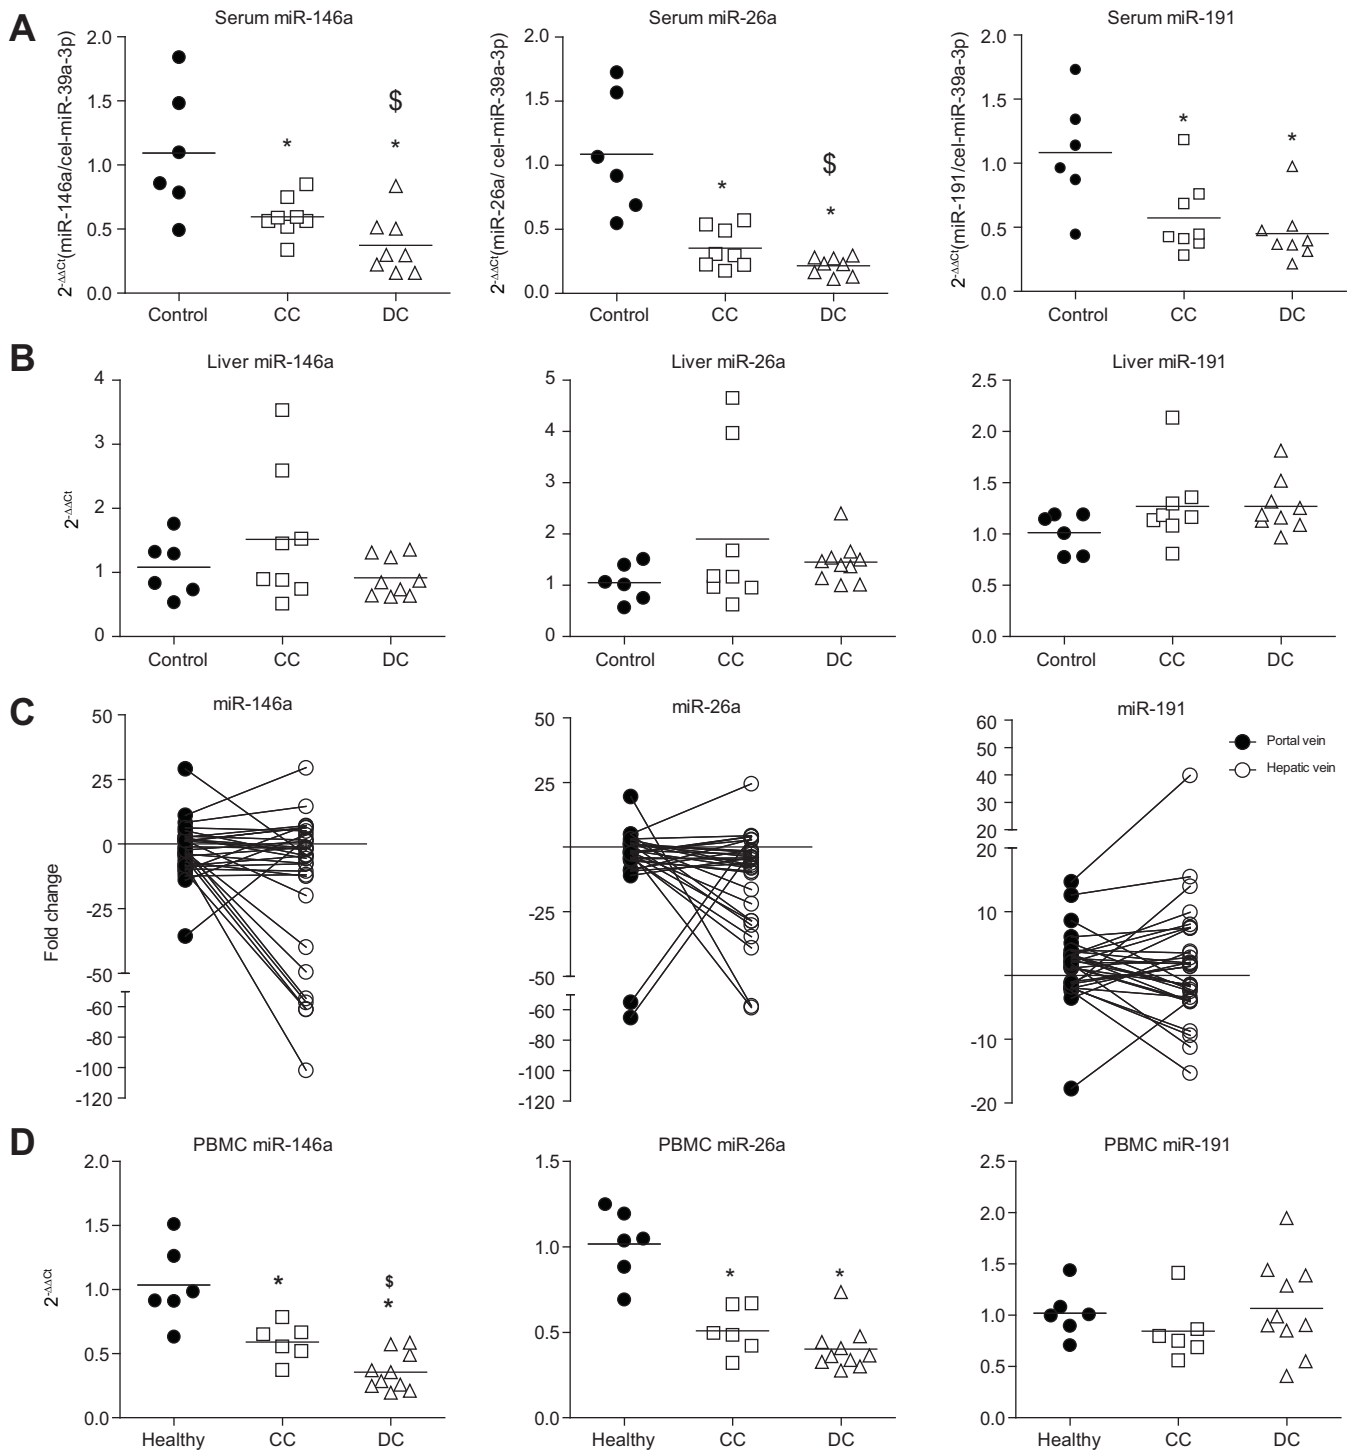 A
Serum miR-146a
Serum miR-26a
Serum miR-191
2-ΔΔCt(miR-146a/cel-miR-39a-3p)
2.0
1.5
1.0
0.5
0.0
*
$
*
Control
CC
DC
2-ΔΔCt(miR-26a/ cel-miR-39a-3p)
2.0
1.5
1.0
0.5
0.0
*
$
*
Control
CC
DC
2-ΔΔCt(miR-191/cel-miR-39a-3p)
2.0
1.5
1.0
0.5
0.0
*
*
Control
CC
DC
B
Liver miR-146a
Liver miR-26a
Liver miR-191
2-ΔΔCt
4
3
2
1
0
Control
CC
DC
5
4
3
2
1
0
Control
CC
DC
2.5
2.0
1.5
1.0
0.5
0.0
Control
CC
DC
C
miR-146a
miR-26a
miR-191
Fold change
50
25
0
-25
-50
-60
-80
-100
-120
50
25
0
-25
-50
-60
-80
-100
-120
60
50
40
30
20
20
10
-10
-20
Portal vein
Hepatic vein
D
PBMC miR-146a
PBMC miR-26a
PBMC miR-191
2-ΔΔCt
2.0
1.5
1.0
0.5
0.0
*
$
*
Healthy
CC
DC
1.5
1.0
0.5
0.0
*
*
Healthy
CC
DC
2.5
2.0
1.5
1.0
0.5
0.0
Healthy
CC
DC